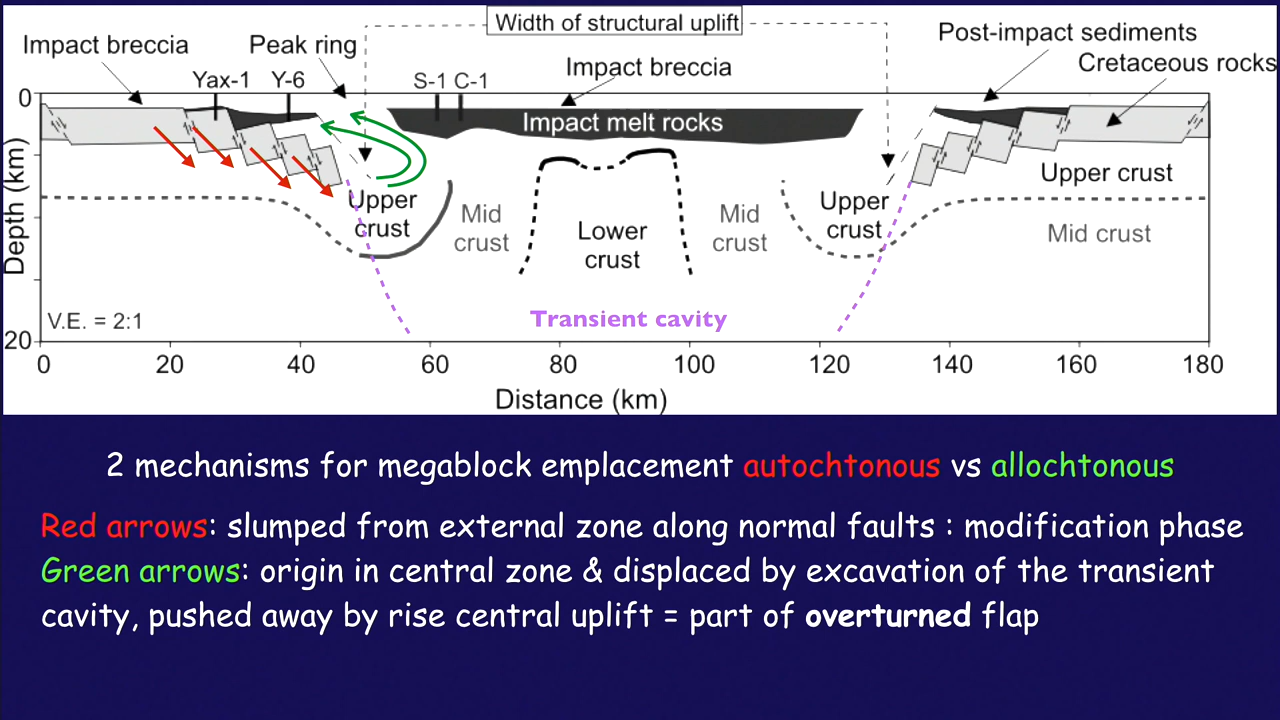 Width of structural uplift
Impact breccia
Peak ring
Post-impact sediments
Impact breccia
Cretaceous rocks
Yax-1
Y-6
S-1
C-1
0
Impact melt rocks
Depth (km)
Upper crust
Upper
crust
Mid
crust
Lower
crust
Mid
crust
Upper
crust
Mid crust
V.E. = 2:1
Transient cavity
20
0
20
40
60
80
100
120
140
160
180
Distance (km)
2 mechanisms for megablock emplacement autochtonous vs allochtonous
Red arrows: slumped from external zone along normal faults : modification phase
Green arrows: origin in central zone & displaced by excavation of the transient
cavity, pushed away by rise central uplift = part of overturned flap